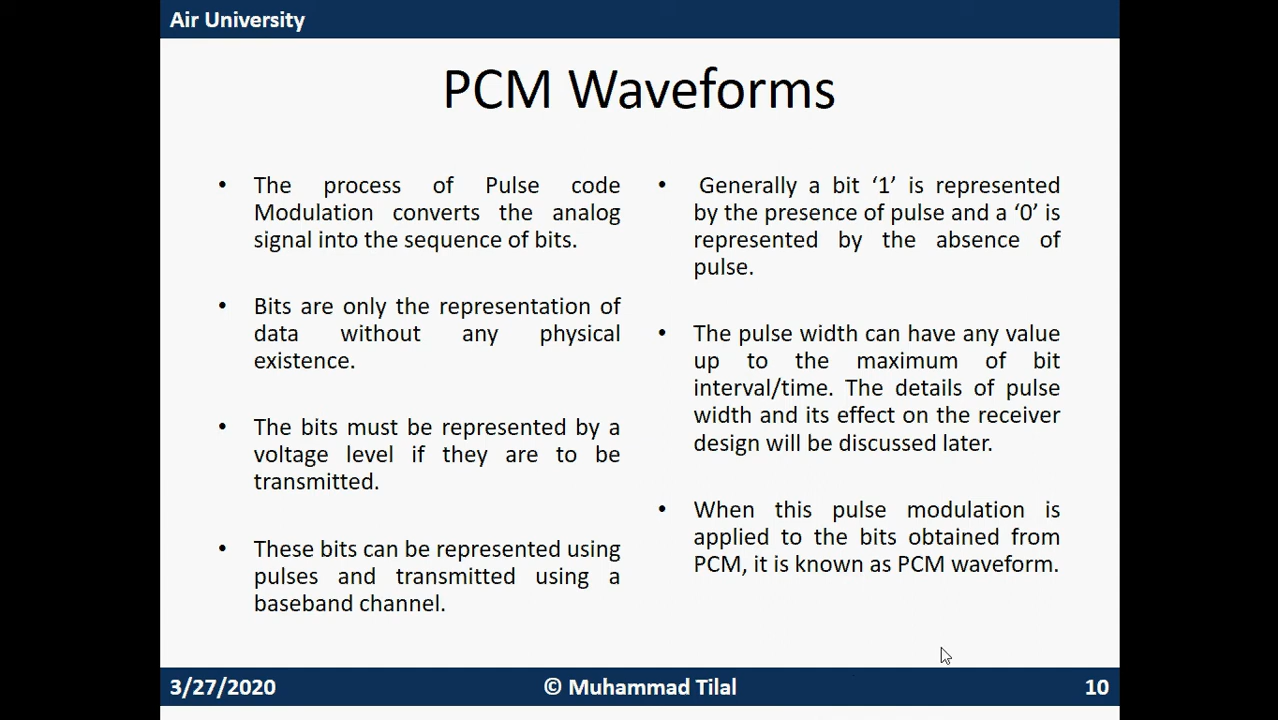 Air University
PCM Waveforms
• The process of Pulse code
Modulation converts the analog
signal into the sequence of bits.
• Bits are only the representation of
data without any physical
existence.
• The bits must be represented by a
voltage level if they are to be
transmitted.
• These bits can be represented using
pulses and transmitted using a
baseband channel.
• Generally a bit ‘1’ is represented
by the presence of pulse and a ‘0’ is
represented by the absence of
pulse.
• The pulse width can have any value
up to the maximum of bit
interval/time. The details of pulse
width and its effect on the receiver
design will be discussed later.
• When this pulse modulation is
applied to the bits obtained from
PCM, it is known as PCM waveform.
3/27/2020
© Muhammad Tilal
10